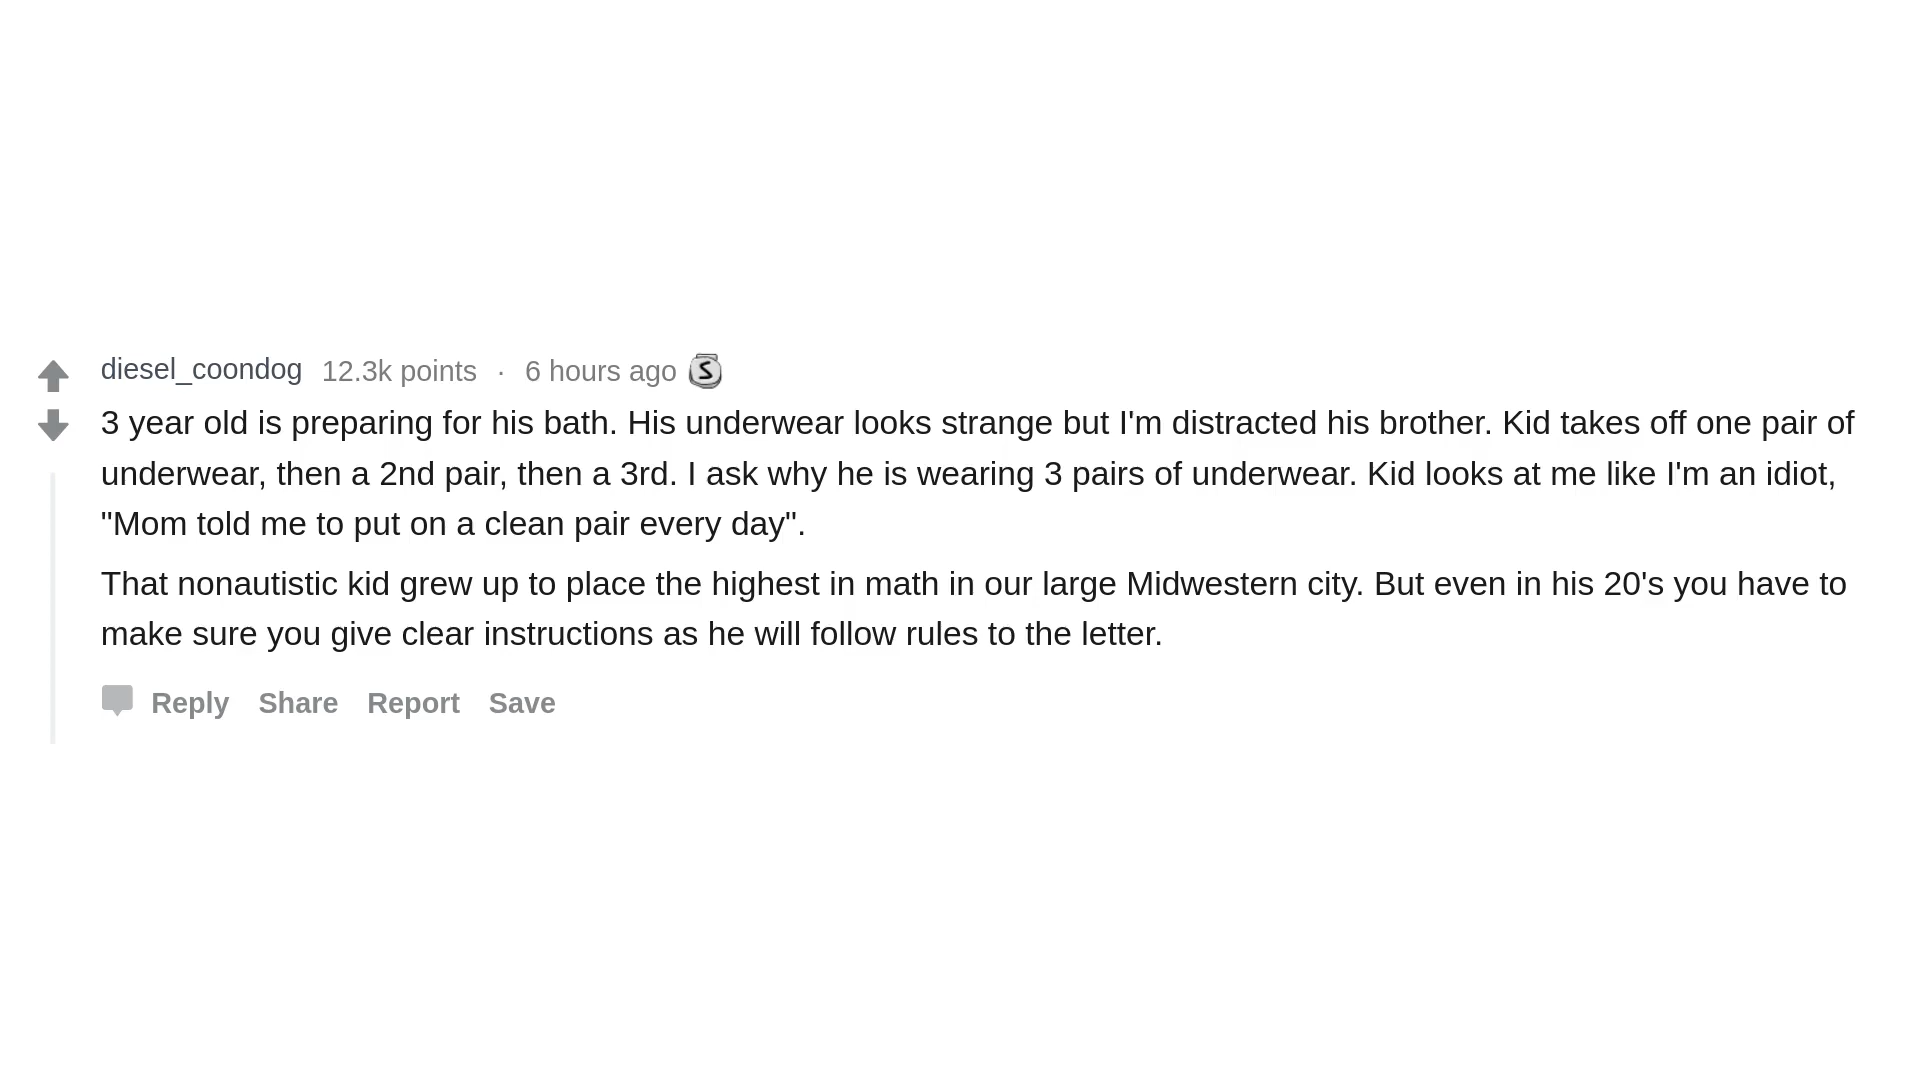 diesel_coondog 12.3k points · 6 hours ago S
3 year old is preparing for his bath. His underwear looks strange but I'm distracted his brother. Kid takes off one pair of
underwear, then a 2nd pair, then a 3rd. I ask why he is wearing 3 pairs of underwear. Kid looks at me like I'm an idiot,
"Mom told me to put on a clean pair every day".
That nonautistic kid grew up to place the highest in math in our large Midwestern city. But even in his 20's you have to
make sure you give clear instructions as he will follow rules to the letter.
Reply Share Report Save